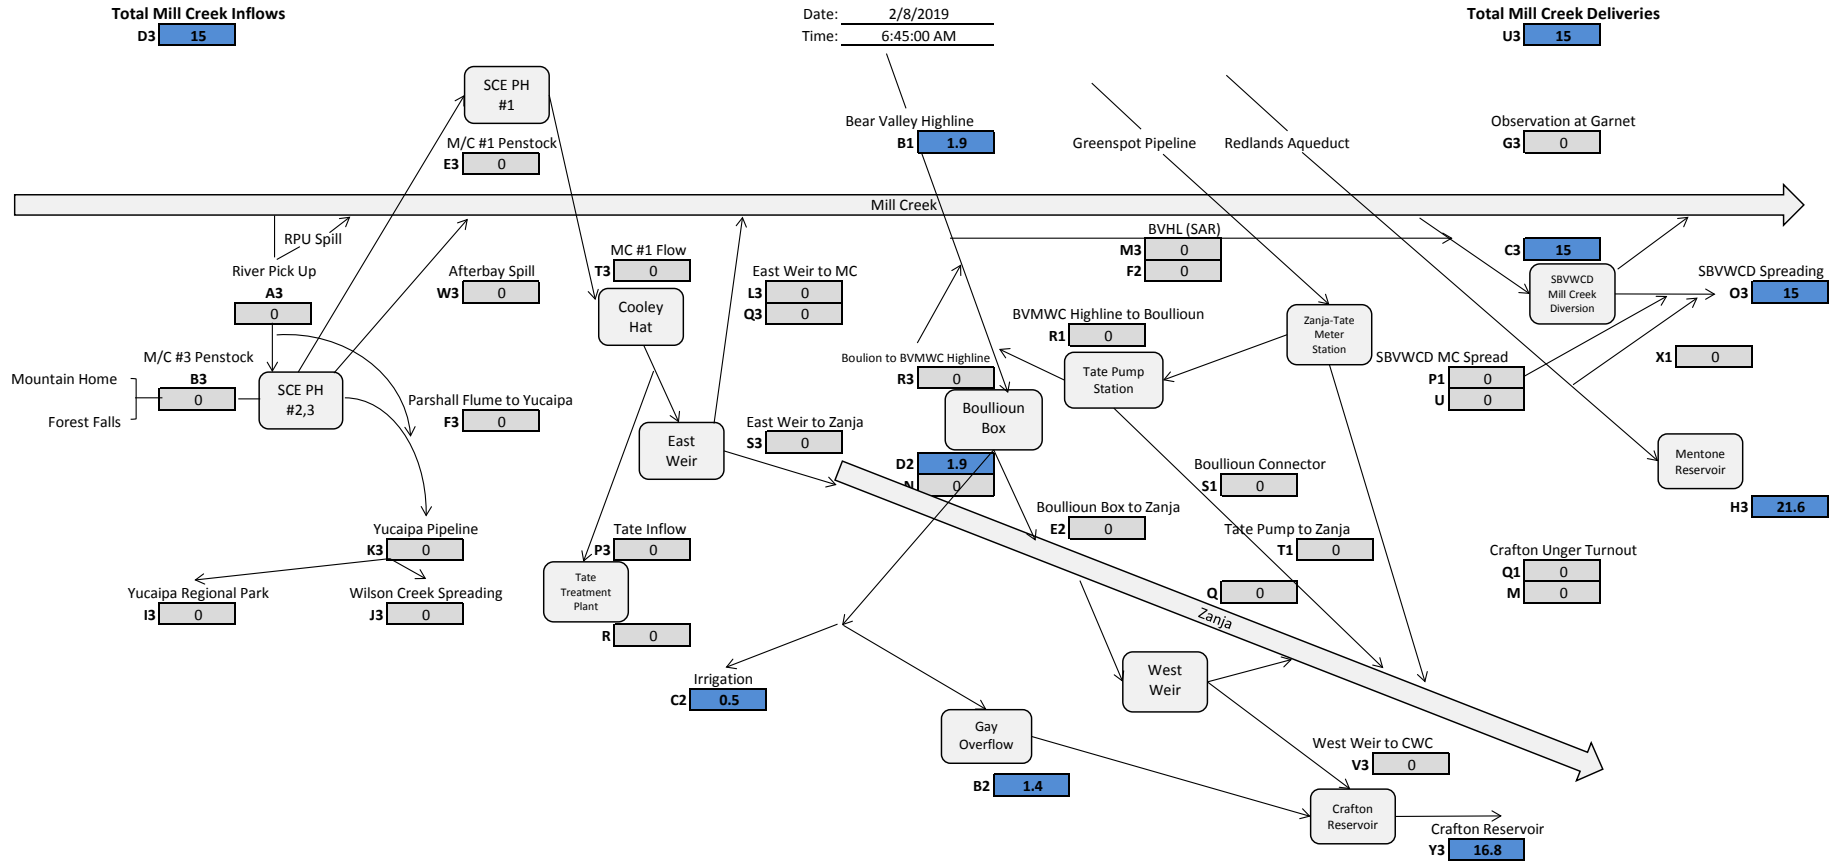 Total Mill Creek Inflows
D3 15
Date: 2/8/2019
Time: 6:45:00 AM
Total Mill Creek Deliveries
U3 15
SCE PH
#1
M/C #1 Penstock
E3 0
Bear Valley Highline
B1 1.9
Greenspot Pipeline
Redlands Aqueduct
Observation at Garnet
G3 0
Mill Creek
RPU Spill
River Pick Up
A3
0
Afterbay Spill
W3 0
MC #1 Flow
T3 0
Cooley
Hat
East Weir to MC
L3 0
Q3 0
BVHL (SAR)
M3 0
F2 0
C3 15
SBVWCD
Mill Creek
Diversion
SBVWCD Spreading
O3 15
BVMWC Highline to Boullioun
R1 0
Zanja-Tate
Meter
Station
Boulion to BVMWC Highline
R3 0
Tate Pump
Station
SBVWCD MC Spread
P1 0
U 0
X1 0
M/C #3 Penstock
B3
0
Mountain Home
Forest Falls
SCE PH
#2,3
Parshall Flume to Yucaipa
F3 0
East
Weir
East Weir to Zanja
S3 0
Boullioun
Box
D2 1.9
N 0
Boullioun Connector
S1 0
Mentone
Reservoir
H3 21.6
Yucaipa Pipeline
K3 0
Tate Inflow
P3 0
Boullioun Box to Zanja
E2 0
Tate Pump to Zanja
T1 0
Crafton Unger Turnout
Q1 0
M 0
Yucaipa Regional Park
I3 0
Wilson Creek Spreading
J3 0
Tate
Treatment
Plant
R 0
Q 0
Zanja
Irrigation
C2 0.5
West
Weir
Gay
Overflow
B2 1.4
West Weir to CWC
V3 0
Crafton
Reservoir
Crafton Reservoir
Y3 16.8